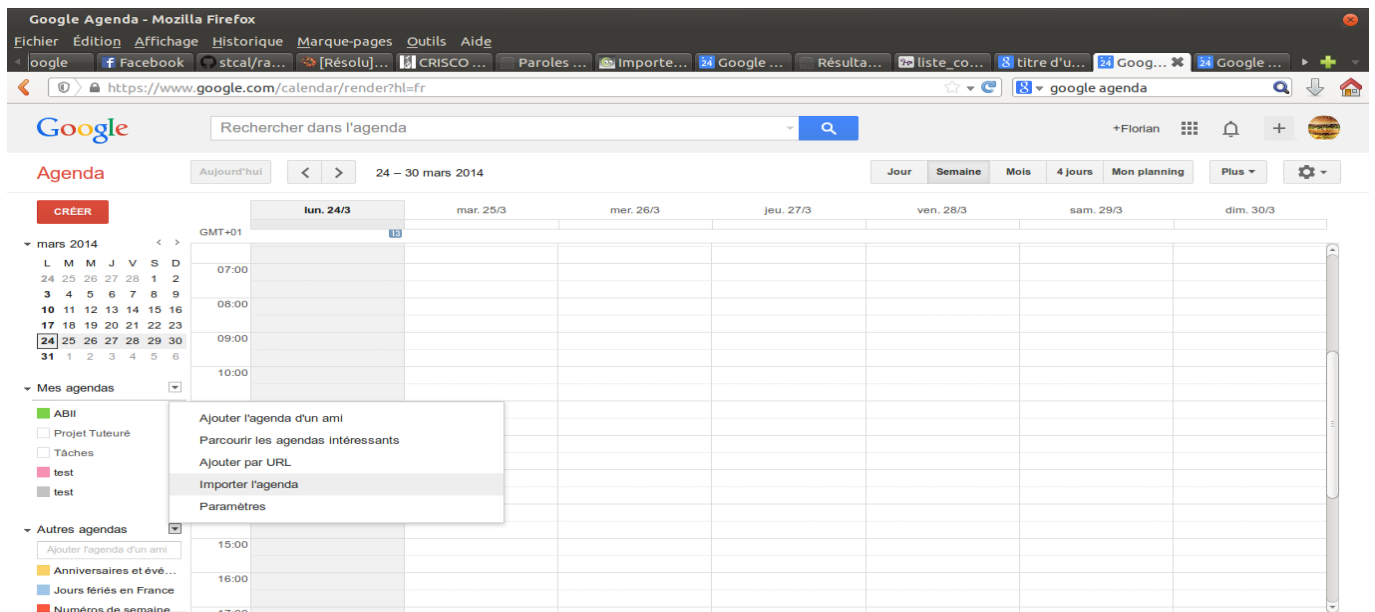 Google Agenda - Mozilla Firefox
Fichier Édition Affichage Historique Marque-pages Outils Aide
oogle Facebook stcal/ra... [Résolu]... CRISCO ... Paroles ... Importe... 24 Google ... Résulta... liste_co... 8 titre d'u... 24 Goog... 24 Google ...
https://www.google.com/calendar/render?hl=fr 8 google agenda
Google Rechercher dans l'agenda +Florian
Agenda Aujourd'hui 24 – 30 mars 2014 Jour Semaine Mois 4 jours Mon planning Plus
CRÉER lun. 24/3 mar. 25/3 mer. 26/3 jeu. 27/3 ven. 28/3 sam. 29/3 dim. 30/3
GMT+01 13
mars 2014
L M M J V S D
24 25 26 27 28 1 2
3 4 5 6 7 8 9
10 11 12 13 14 15 16
17 18 19 20 21 22 23
24 25 26 27 28 29 30
31 1 2 3 4 5 6
07:00
08:00
09:00
10:00
Mes agendas
ABII
Projet Tuteuré
Tâches
test
test
Ajouter l'agenda d'un ami
Parcourir les agendas intéressants
Ajouter par URL
Importer l'agenda
Paramètres
Autres agendas
Ajouter l'agenda d'un ami
Anniversaires et évé...
Jours fériés en France
Numéros de semaine
15:00
16:00
17:00